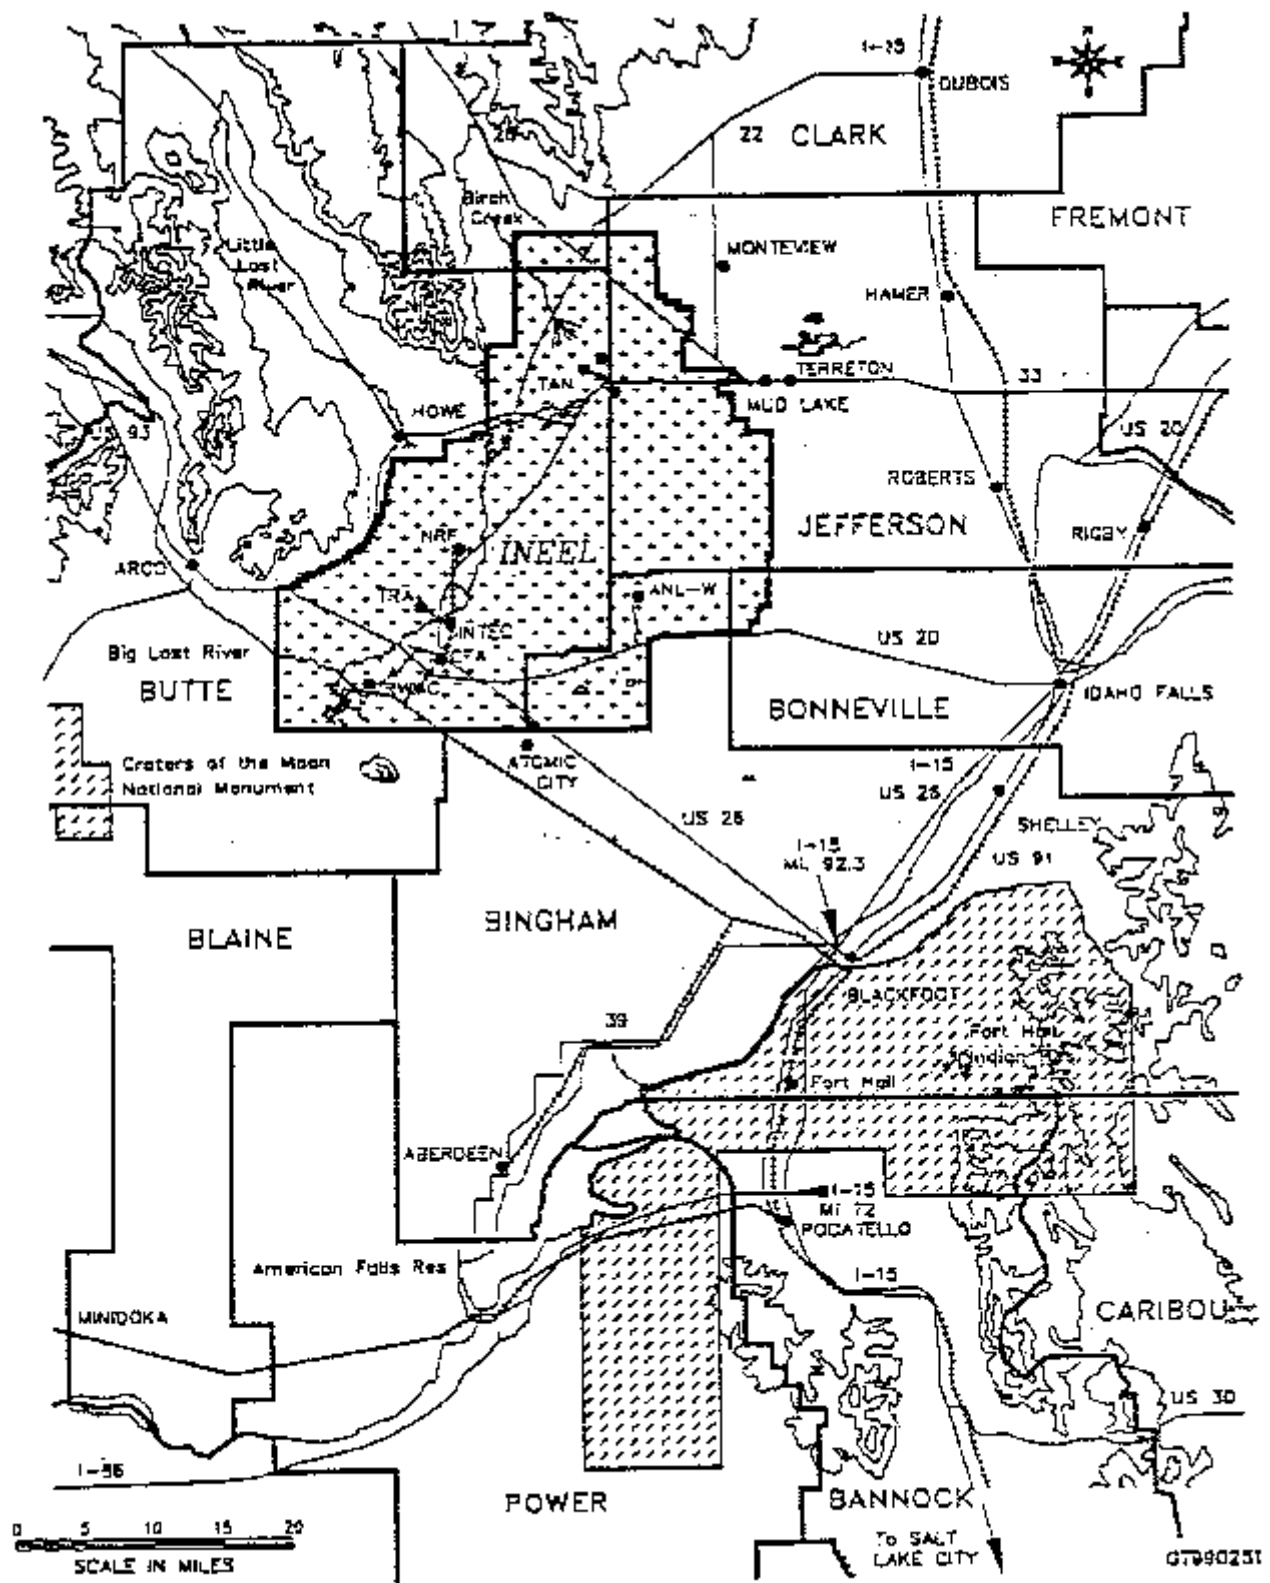 I-15
N
DUBOIS
22
CLARK
28
Birch
Creek
FREMONT
MONTEVIEW
Little
Lost
River
HAMER
TERRETON
TAN
33
MUD LAKE
HOWE
93
US 20
ROBERTS
JEFFERSON
RIGBY
NRF
INEEL
ARCO
TRA
ANL-W
INTEC
CFA
US 20
Big Lost River
RWMC
BUTTE
IDAHO FALLS
BONNEVILLE
Craters of the Moon
National Monument
ATOMIC
CITY
I-15
US 26
US 26
SHELLEY
I-15
MI. 92.3
US 91
BINGHAM
BLAINE
BLACKFOOT
39
Fort Hall
Indian Res
Fort Hall
ABERDEEN
I-15
MI 72
POCATELLO
American Falls Res
I-15
MINIDOKA
CARIBOU
US 30
I-86
POWER
BANNOCK
0 5 10 15 20
SCALE IN MILES
To SALT
LAKE CITY
GT990251